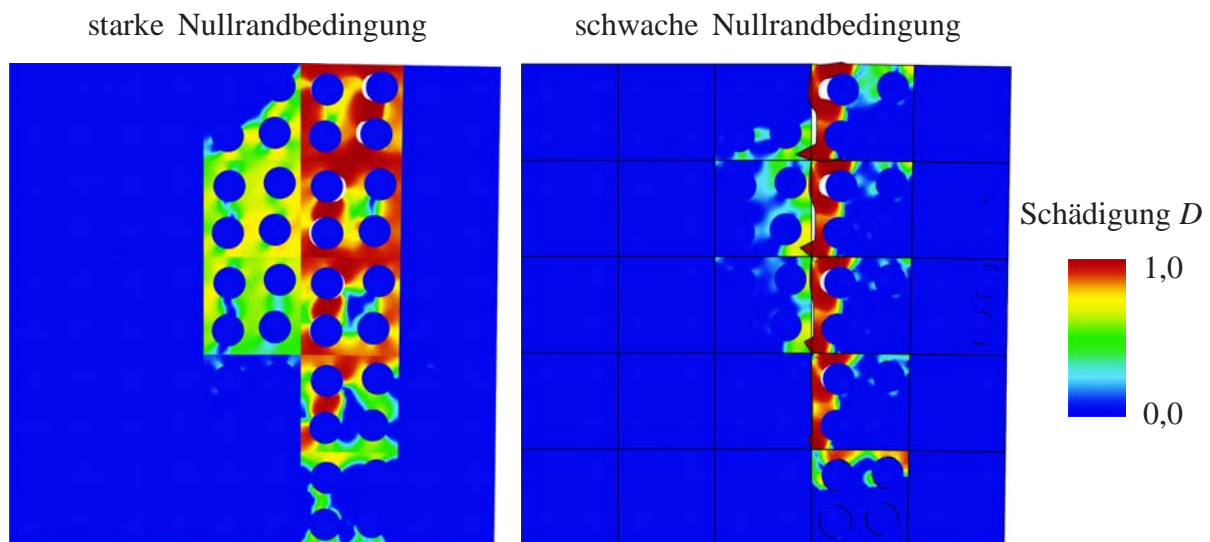 starke Nullrandbedingung
schwache Nullrandbedingung
Schädigung D
1,0
0,0